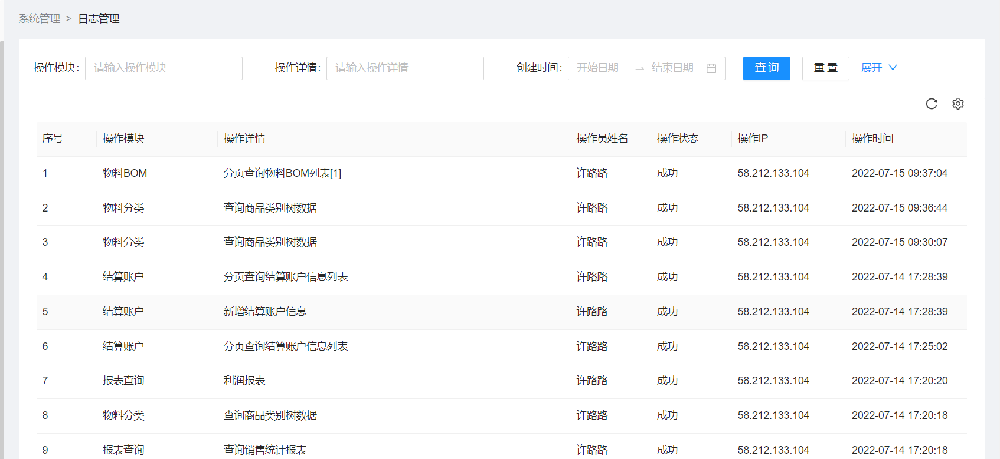 系统管理 > 日志管理
操作模块: 请输入操作模块 操作详情: 请输入操作详情 创建时间: 开始日期 → 结束日期 查 询 重 置 展开
序号 操作模块 操作详情 操作员姓名 操作状态 操作IP 操作时间
1 物料BOM 分页查询物料BOM列表[1] 许路路 成功 58.212.133.104 2022-07-15 09:37:04
2 物料分类 查询商品类别树数据 许路路 成功 58.212.133.104 2022-07-15 09:36:44
3 物料分类 查询商品类别树数据 许路路 成功 58.212.133.104 2022-07-15 09:30:07
4 结算账户 分页查询结算账户信息列表 许路路 成功 58.212.133.104 2022-07-14 17:28:39
5 结算账户 新增结算账户信息 许路路 成功 58.212.133.104 2022-07-14 17:28:39
6 结算账户 分页查询结算账户信息列表 许路路 成功 58.212.133.104 2022-07-14 17:25:02
7 报表查询 利润报表 许路路 成功 58.212.133.104 2022-07-14 17:20:20
8 物料分类 查询商品类别树数据 许路路 成功 58.212.133.104 2022-07-14 17:20:18
9 报表查询 查询销售统计报表 许路路 成功 58.212.133.104 2022-07-14 17:20:18